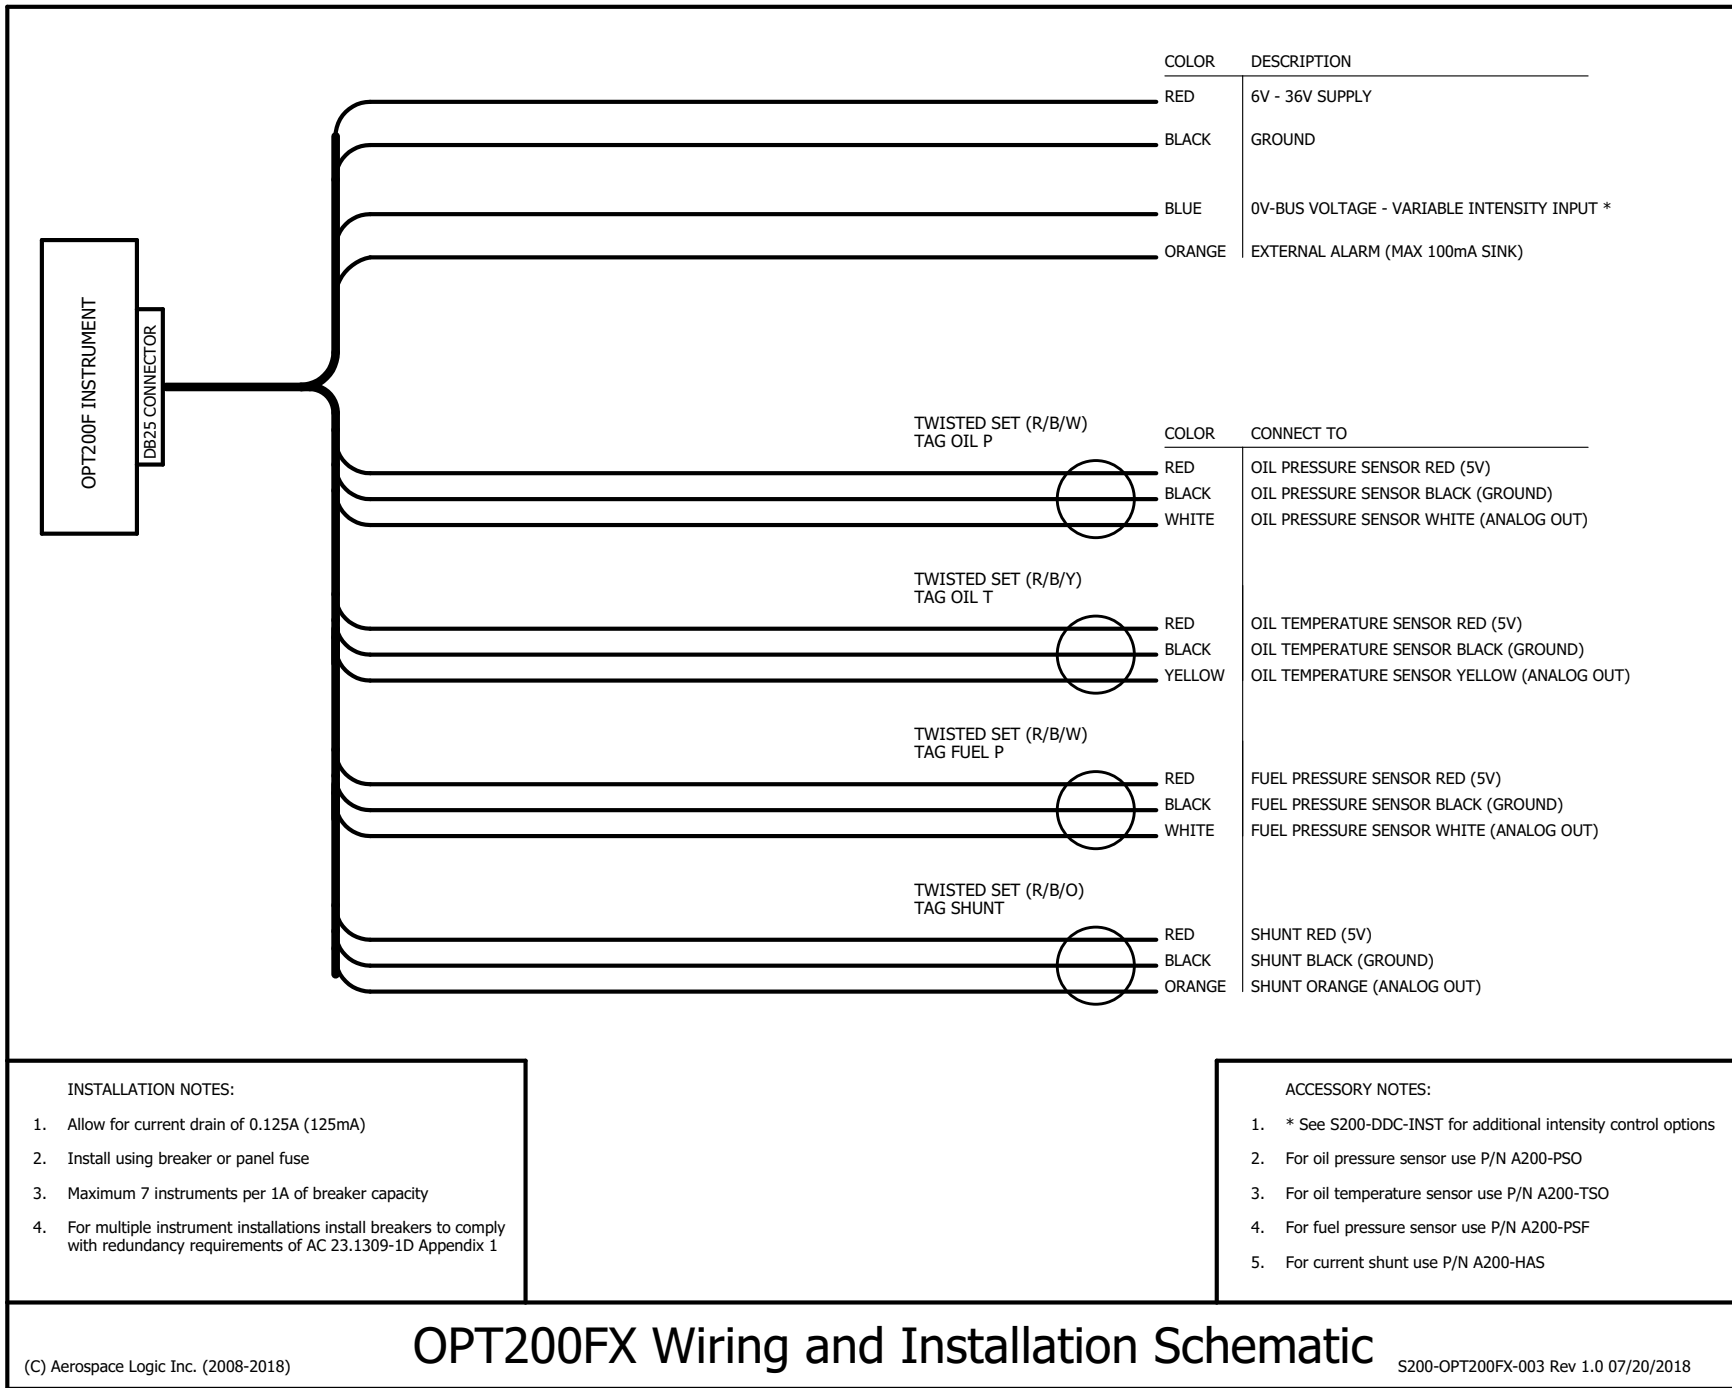 COLOR DESCRIPTION
RED 6V - 36V SUPPLY
BLACK GROUND
BLUE 0V-BUS VOLTAGE - VARIABLE INTENSITY INPUT *
ORANGE EXTERNAL ALARM (MAX 100mA SINK)
OPT200F INSTRUMENT
DB25 CONNECTOR
TWISTED SET (R/B/W)
TAG OIL P
COLOR CONNECT TO
RED OIL PRESSURE SENSOR RED (5V)
BLACK OIL PRESSURE SENSOR BLACK (GROUND)
WHITE OIL PRESSURE SENSOR WHITE (ANALOG OUT)
TWISTED SET (R/B/Y)
TAG OIL T
RED OIL TEMPERATURE SENSOR RED (5V)
BLACK OIL TEMPERATURE SENSOR BLACK (GROUND)
YELLOW OIL TEMPERATURE SENSOR YELLOW (ANALOG OUT)
TWISTED SET (R/B/W)
TAG FUEL P
RED FUEL PRESSURE SENSOR RED (5V)
BLACK FUEL PRESSURE SENSOR BLACK (GROUND)
WHITE FUEL PRESSURE SENSOR WHITE (ANALOG OUT)
TWISTED SET (R/B/O)
TAG SHUNT
RED SHUNT RED (5V)
BLACK SHUNT BLACK (GROUND)
ORANGE SHUNT ORANGE (ANALOG OUT)
INSTALLATION NOTES:
1. Allow for current drain of 0.125A (125mA)
2. Install using breaker or panel fuse
3. Maximum 7 instruments per 1A of breaker capacity
4. For multiple instrument installations install breakers to comply
with redundancy requirements of AC 23.1309-1D Appendix 1
ACCESSORY NOTES:
1. * See S200-DDC-INST for additional intensity control options
2. For oil pressure sensor use P/N A200-PSO
3. For oil temperature sensor use P/N A200-TSO
4. For fuel pressure sensor use P/N A200-PSF
5. For current shunt use P/N A200-HAS
(C) Aerospace Logic Inc. (2008-2018)
OPT200FX Wiring and Installation Schematic
S200-OPT200FX-003 Rev 1.0 07/20/2018